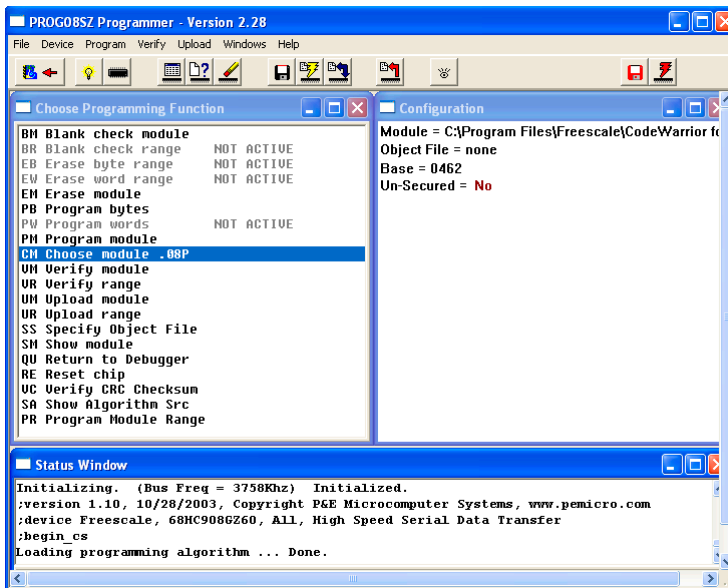 PROG08SZ Programmer - Version 2.28
File Device Program Verify Upload Windows Help
Choose Programming Function
BM Blank check module
BR Blank check range NOT ACTIVE
EB Erase byte range NOT ACTIVE
EW Erase word range NOT ACTIVE
EM Erase module
PB Program bytes
PW Program words NOT ACTIVE
PM Program module
CM Choose module .08P
VM Verify module
VR Verify range
UM Upload module
UR Upload range
SS Specify Object File
SM Show module
QU Return to Debugger
RE Reset chip
VC Verify CRC Checksum
SA Show Algorithm Src
PR Program Module Range
Configuration
Module = C:\Program Files\Freescale\CodeWarrior fo
Object File = none
Base = 0462
Un-Secured = No
Status Window
Initializing. (Bus Freq = 3758Khz) Initialized.
;version 1.10, 10/28/2003, Copyright P&E Microcomputer Systems, www.pemicro.com
;device Freescale, 68HC908GZ60, All, High Speed Serial Data Transfer
;begin_cs
Loading programming algorithm ... Done.